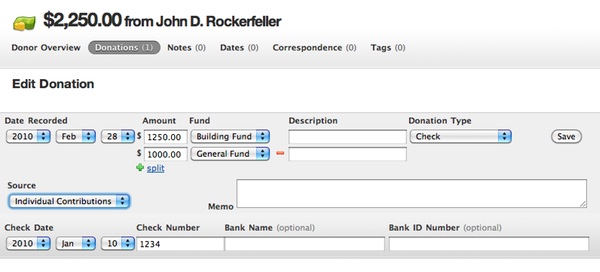 $2,250.00 from John D. Rockerfeller
Donor Overview Donations (1) Notes (0) Dates (0) Correspondence (0) Tags (0)
Edit Donation
Date Recorded Amount Fund Description Donation Type
2010 Feb 28 $ 1250.00 Building Fund Check Save
$ 1000.00 General Fund
split
Source
Individual Contributions
Memo
Check Date Check Number Bank Name (optional) Bank ID Number (optional)
2010 Jan 10 1234